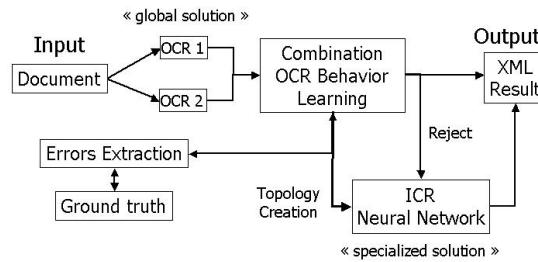 « global solution »
Input
Document
OCR 1
OCR 2
Combination
OCR Behavior
Learning
Output
XML
Result
Reject
Errors Extraction
Ground truth
Topology
Creation
ICR
Neural Network
« specialized solution »